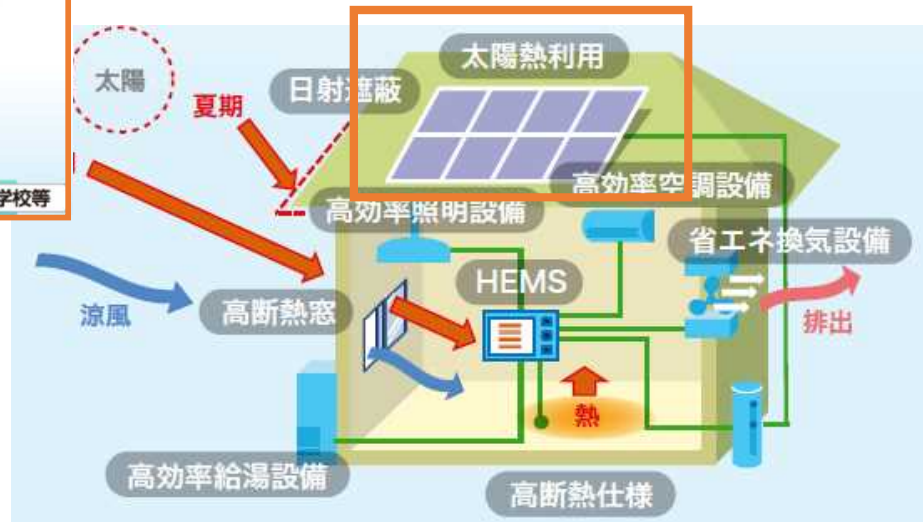 太陽熱利用
太陽
日射遮蔽
夏期
高効率空調設備
学校等
高効率照明設備
省エネ換気設備
HEMS
涼風
高断熱窓
排出
熱
高効率給湯設備
高断熱仕様